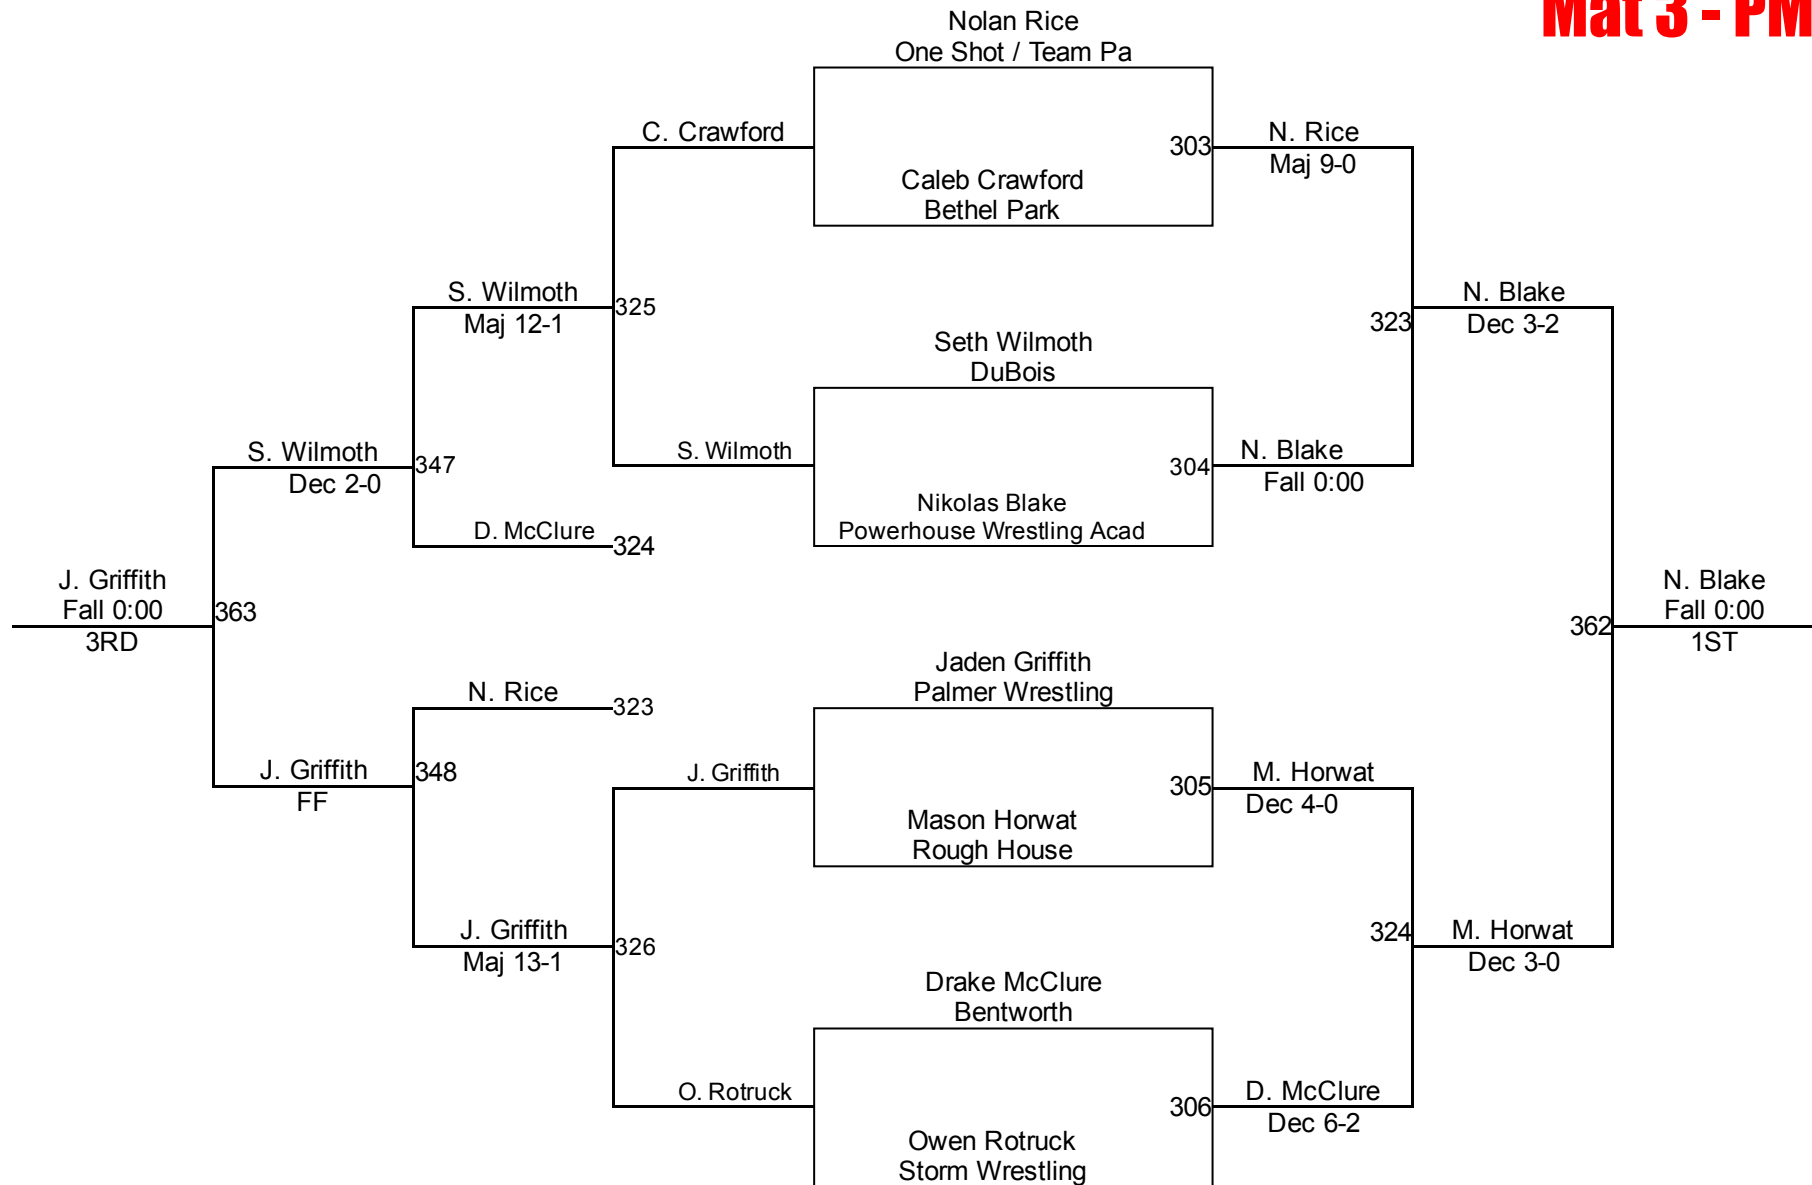 Mat 3 - PM
Nolan Rice
One Shot / Team Pa
C. Crawford
303
N. Rice
Maj 9-0
Caleb Crawford
Bethel Park
S. Wilmoth
Maj 12-1
325
N. Blake
Dec 3-2
323
Seth Wilmoth
DuBois
S. Wilmoth
Dec 2-0
347
S. Wilmoth
304
N. Blake
Fall 0:00
Nikolas Blake
Powerhouse Wrestling Acad
D. McClure
324
J. Griffith
Fall 0:00
3RD
363
362
N. Blake
Fall 0:00
1ST
Jaden Griffith
Palmer Wrestling
N. Rice
323
J. Griffith
FF
348
J. Griffith
305
M. Horwat
Dec 4-0
Mason Horwat
Rough House
J. Griffith
Maj 13-1
326
324
M. Horwat
Dec 3-0
Drake McClure
Bentworth
O. Rotruck
306
D. McClure
Dec 6-2
Owen Rotruck
Storm Wrestling